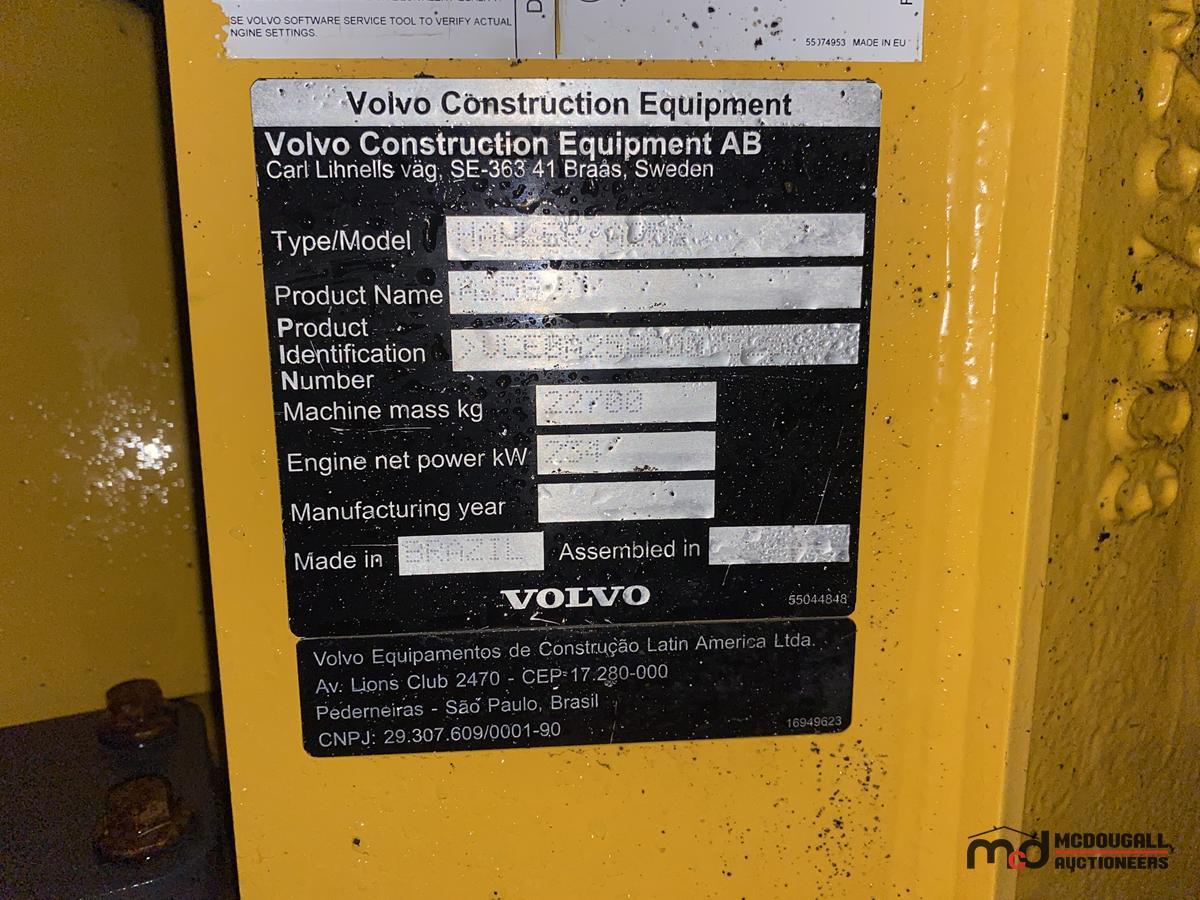 SE VOLVO SOFTWARE SERVICE TOOL TO VERIFY ACTUAL
NGINE SETTINGS.
55074953 MADE IN EU
Volvo Construction Equipment
Volvo Construction Equipment AB
Carl Lihnells väg, SE-363 41 Braås, Sweden
Type/Model
Product Name
Product
Identification
Number
Machine mass kg 22700
Engine net power kW
Manufacturing year
Made in BRAZIL Assembled in
VOLVO
55044848
Volvo Equipamentos de Construção Latin America Ltda.
Av. Lions Club 2470 - CEP-17.280-000
Pederneiras - São Paulo, Brasil
CNPJ: 29.307.609/0001-90
16949623
mcd MCDOUGALL
AUCTIONEERS